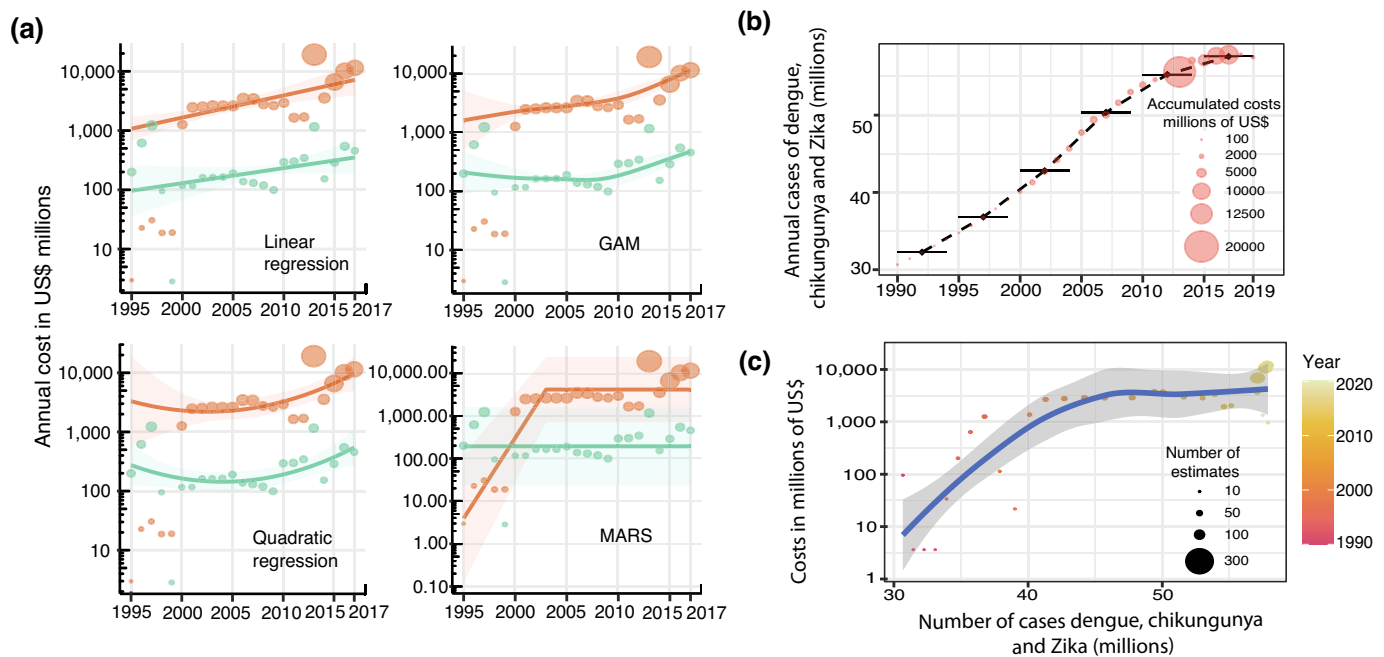 (a)
Annual cost in US$ millions
10,000
1,000
100
10
Linear
regression
1995 2000 2005 2010 2015 2017
10,000
1,000
100
10
GAM
1995 2000 2005 2010 2015 2017
10,000
1,000
100
10
Quadratic
regression
1995 2000 2005 2010 2015 2017
10,000.00
1,000.00
100.00
10.00
1.00
0.10
MARS
1995 2000 2005 2010 2015 2017
(b)
Annual cases of dengue,
chikungunya and Zika (millions)
50
40
30
Accumulated costs
millions of US$
100
2000
5000
10000
12500
20000
1990 1995 2000 2005 2010 2015 2019
(c)
Costs in millions of US$
10,000
1,000
100
10
1
Number of
estimates
10
50
100
300
30 40 50
Number of cases dengue, chikungunya
and Zika (millions)
Year
2020
2010
2000
1990